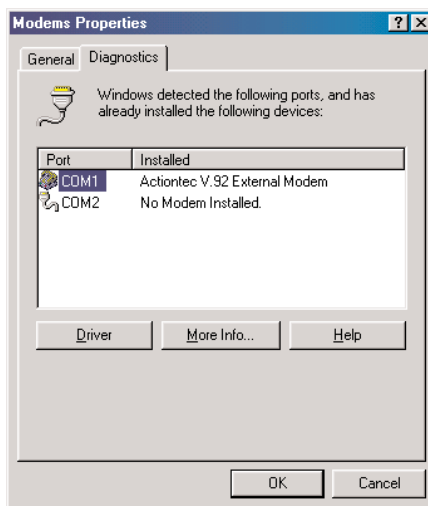 Modems Properties
General Diagnostics
Windows detected the following ports, and has
already installed the following devices:
Port Installed
COM1 Actiontec V.92 External Modem
COM2 No Modem Installed.
Driver More Info... Help
OK Cancel